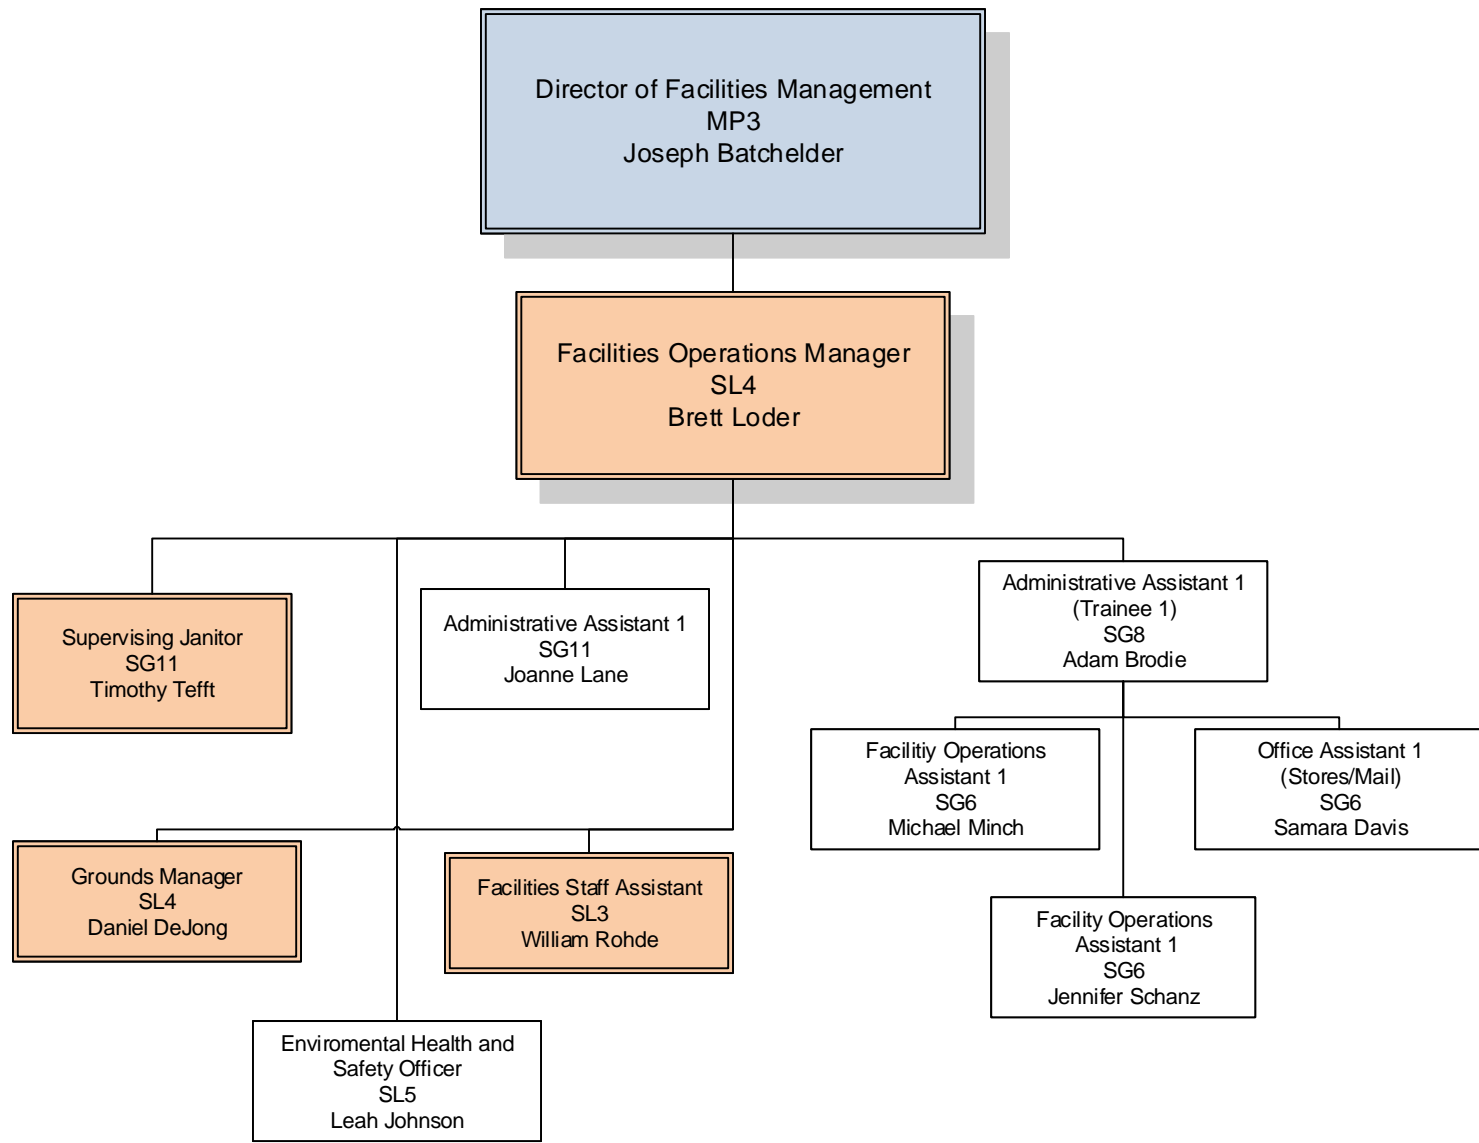 Director of Facilities Management
MP3
Joseph Batchelder
Facilities Operations Manager
SL4
Brett Loder
Supervising Janitor
SG11
Timothy Tefft
Administrative Assistant 1
SG11
Joanne Lane
Administrative Assistant 1
(Trainee 1)
SG8
Adam Brodie
Facilitiy Operations
Assistant 1
SG6
Michael Minch
Office Assistant 1
(Stores/Mail)
SG6
Samara Davis
Grounds Manager
SL4
Daniel DeJong
Facilities Staff Assistant
SL3
William Rohde
Facility Operations
Assistant 1
SG6
Jennifer Schanz
Enviromental Health and
Safety Officer
SL5
Leah Johnson